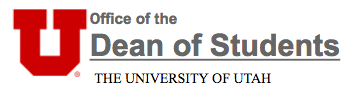 U
Office of the
Dean of Students
THE UNIVERSITY OF UTAH